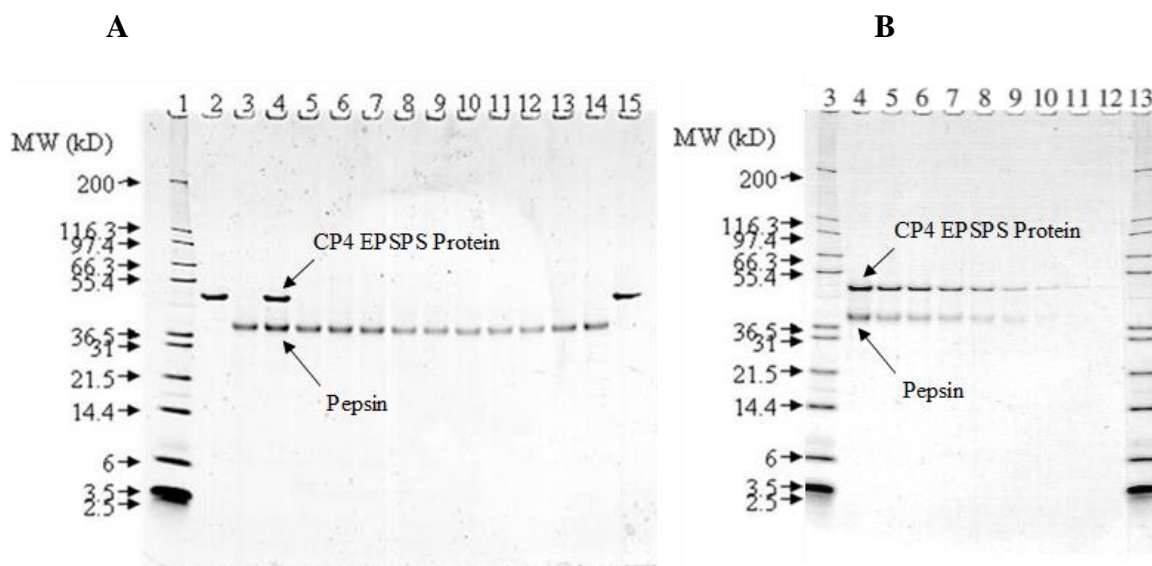 A
B
1 2 3 4 5 6 7 8 9 10 11 12 13 14 15
MW (kD)
200
116.3
97.4
66.3
55.4
36.5
31
21.5
14.4
6
3.5
2.5
CP4 EPSPS Protein
Pepsin
3 4 5 6 7 8 9 10 11 12 13
MW (kD)
200
116.3
97.4
66.3
55.4
36.5
31
21.5
14.4
6
3.5
2.5
CP4 EPSPS Protein
Pepsin